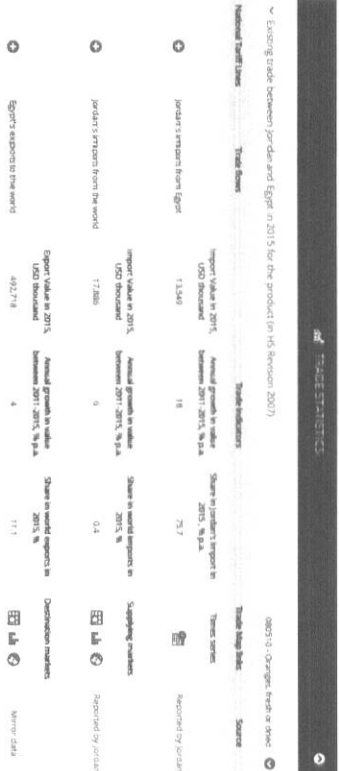 TRADE STATISTICS
Existing trade between Jordan and Egypt in 2015 for the product (in HS Revision 2007)
080510 - Oranges, fresh or dried
National Tariff Lines Trade flows Trade Indicators Trade Map links Source
Import Value in 2015, USD thousand
Annual growth in value between 2011-2015, % p.a.
Share in Jordan's import in 2015, % p.a.
Times series
Jordan's imports from Egypt 13,549 18 75.7 Reported by Jordan
Import Value in 2015, USD thousand
Annual growth in value between 2011-2015, % p.a.
Share in world imports in 2015, %
Supplying markets
Jordan's imports from the world 17,886 6 0.4 Reported by Jordan
Export Value in 2015, USD thousand
Annual growth in value between 2011-2015, % p.a.
Share in world exports in 2015, %
Destination markets
Egypt's exports to the world 492,718 4 11.1 Mirror data